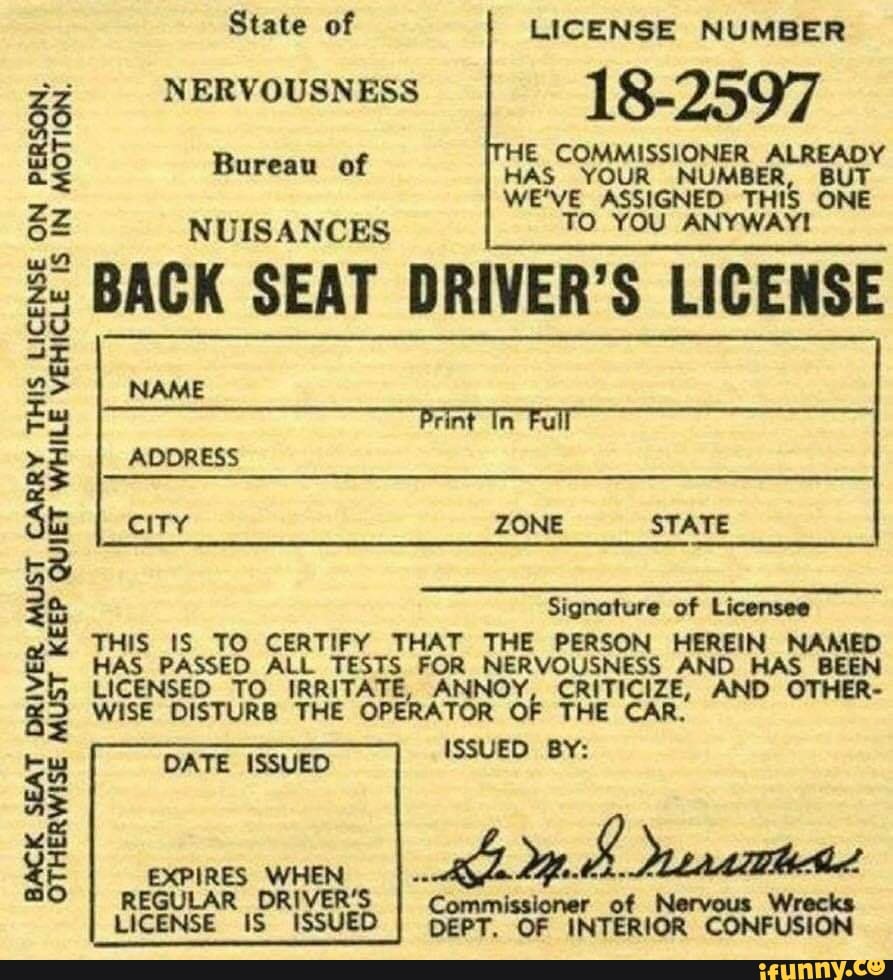 State of
NERVOUSNESS
Bureau of
NUISANCES
LICENSE NUMBER
18-2597
THE COMMISSIONER ALREADY
HAS YOUR NUMBER, BUT
WE'VE ASSIGNED THIS ONE
TO YOU ANYWAY!
BACK SEAT DRIVER MUST CARRY THIS LICENSE ON PERSON,
OTHERWISE MUST KEEP QUIET WHILE VEHICLE IS IN MOTION.
BACK SEAT DRIVER'S LICENSE
NAME
Print In Full
ADDRESS
CITY ZONE STATE
Signature of Licensee
THIS IS TO CERTIFY THAT THE PERSON HEREIN NAMED
HAS PASSED ALL TESTS FOR NERVOUSNESS AND HAS BEEN
LICENSED TO IRRITATE, ANNOY, CRITICIZE, AND OTHER-
WISE DISTURB THE OPERATOR OF THE CAR.
DATE ISSUED
EXPIRES WHEN
REGULAR DRIVER'S
LICENSE IS ISSUED
ISSUED BY:
G. M. I. Nervous
Commissioner of Nervous Wrecks
DEPT. OF INTERIOR CONFUSION
ifunny.co